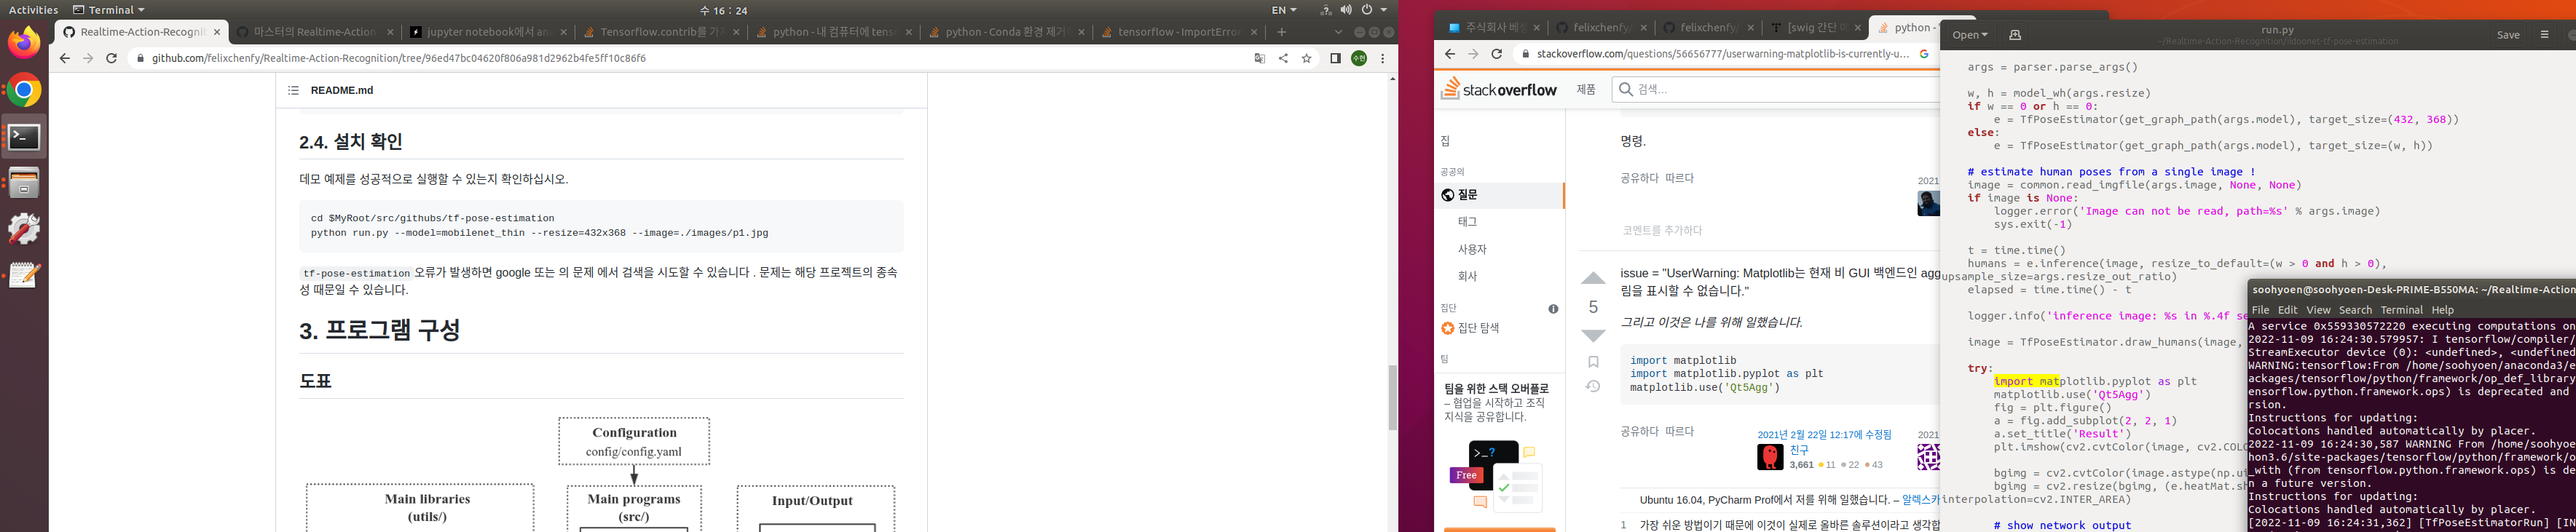 Activities
Terminal
수 16 : 24
EN
Realtime-Action-Recognit
마스터의 Realtime-Action
jupyter notebook에서 an
Tensorflow.contrib를 가
python - 내 컴퓨터에 tens
python - Conda 환경 제거
tensorflow - ImportError
github.com/felixchenfy/Realtime-Action-Recognition/tree/96ed47bc04620f806a981d2962b4fe5ff10c86f6
수현
README.md
2.4. 설치 확인
데모 예제를 성공적으로 실행할 수 있는지 확인하십시오.
cd $MyRoot/src/githubs/tf-pose-estimation
python run.py --model=mobilenet_thin --resize=432x368 --image=./images/p1.jpg
tf-pose-estimation 오류가 발생하면 google 또는 의 문제 에서 검색을 시도할 수 있습니다 . 문제는 해당 프로젝트의 종속
성 때문일 수 있습니다.
3. 프로그램 구성
도표
Configuration
config/config.yaml
Main libraries
(utils/)
Main programs
(src/)
Input/Output
주식회사 베
felixchenfy/
felixchenfy/
[swig 간단 예
python -
stackoverflow.com/questions/56656777/userwarning-matplotlib-is-currently-u...
stackoverflow
제품
검색...
집
공공의
질문
태그
사용자
회사
집단
집단 탐색
팀
팀을 위한 스택 오버플로
– 협업을 시작하고 조직
지식을 공유합니다.
Free
명령.
공유하다 따르다
2021
코멘트를 추가하다
5
issue = "UserWarning: Matplotlib는 현재 비 GUI 백엔드인 agg
림을 표시할 수 없습니다."
그리고 이것은 나를 위해 일했습니다.
import matplotlib
import matplotlib.pyplot as plt
matplotlib.use('Qt5Agg')
공유하다 따르다
2021년 2월 22일 12:17에 수정됨
친구
3,661 11 22 43
2021
Ubuntu 16.04, PyCharm Prof에서 저를 위해 일했습니다. – 알렉스카
1 가장 쉬운 방법이기 때문에 이것이 실제로 올바른 솔루션이라고 생각합
Open
run.py
~/Realtime-Action-Recognition/ildoonet-tf-pose-estimation
Save
args = parser.parse_args()
w, h = model_wh(args.resize)
if w == 0 or h == 0:
e = TfPoseEstimator(get_graph_path(args.model), target_size=(432, 368))
else:
e = TfPoseEstimator(get_graph_path(args.model), target_size=(w, h))
# estimate human poses from a single image !
image = common.read_imgfile(args.image, None, None)
if image is None:
logger.error('Image can not be read, path=%s' % args.image)
sys.exit(-1)
t = time.time()
humans = e.inference(image, resize_to_default=(w > 0 and h > 0),
upsample_size=args.resize_out_ratio)
elapsed = time.time() - t
logger.info('inference image: %s in %.4f se
image = TfPoseEstimator.draw_humans(image,
try:
import matplotlib.pyplot as plt
matplotlib.use('Qt5Agg')
fig = plt.figure()
a = fig.add_subplot(2, 2, 1)
a.set_title('Result')
plt.imshow(cv2.cvtColor(image, cv2.COL
bgimg = cv2.cvtColor(image.astype(np.ui
bgimg = cv2.resize(bgimg, (e.heatMat.sh
interpolation=cv2.INTER_AREA)
# show network output
soohyoen@soohyoen-Desk-PRIME-B550MA: ~/Realtime-Action
File Edit View Search Terminal Help
A service 0x559330572220 executing computations on
2022-11-09 16:24:30.579957: I tensorflow/compiler/
StreamExecutor device (0): <undefined>, <undefined
WARNING:tensorflow:From /home/soohyoen/anaconda3/e
ackages/tensorflow/python/framework/op_def_library
ensorflow.python.framework.ops) is deprecated and
rsion.
Instructions for updating:
Colocations handled automatically by placer.
2022-11-09 16:24:30,587 WARNING From /home/soohyoe
hon3.6/site-packages/tensorflow/python/framework/o
_with (from tensorflow.python.framework.ops) is de
n a future version.
Instructions for updating:
Colocations handled automatically by placer.
[2022-11-09 16:24:31,362] [TfPoseEstimatorRun] [IN